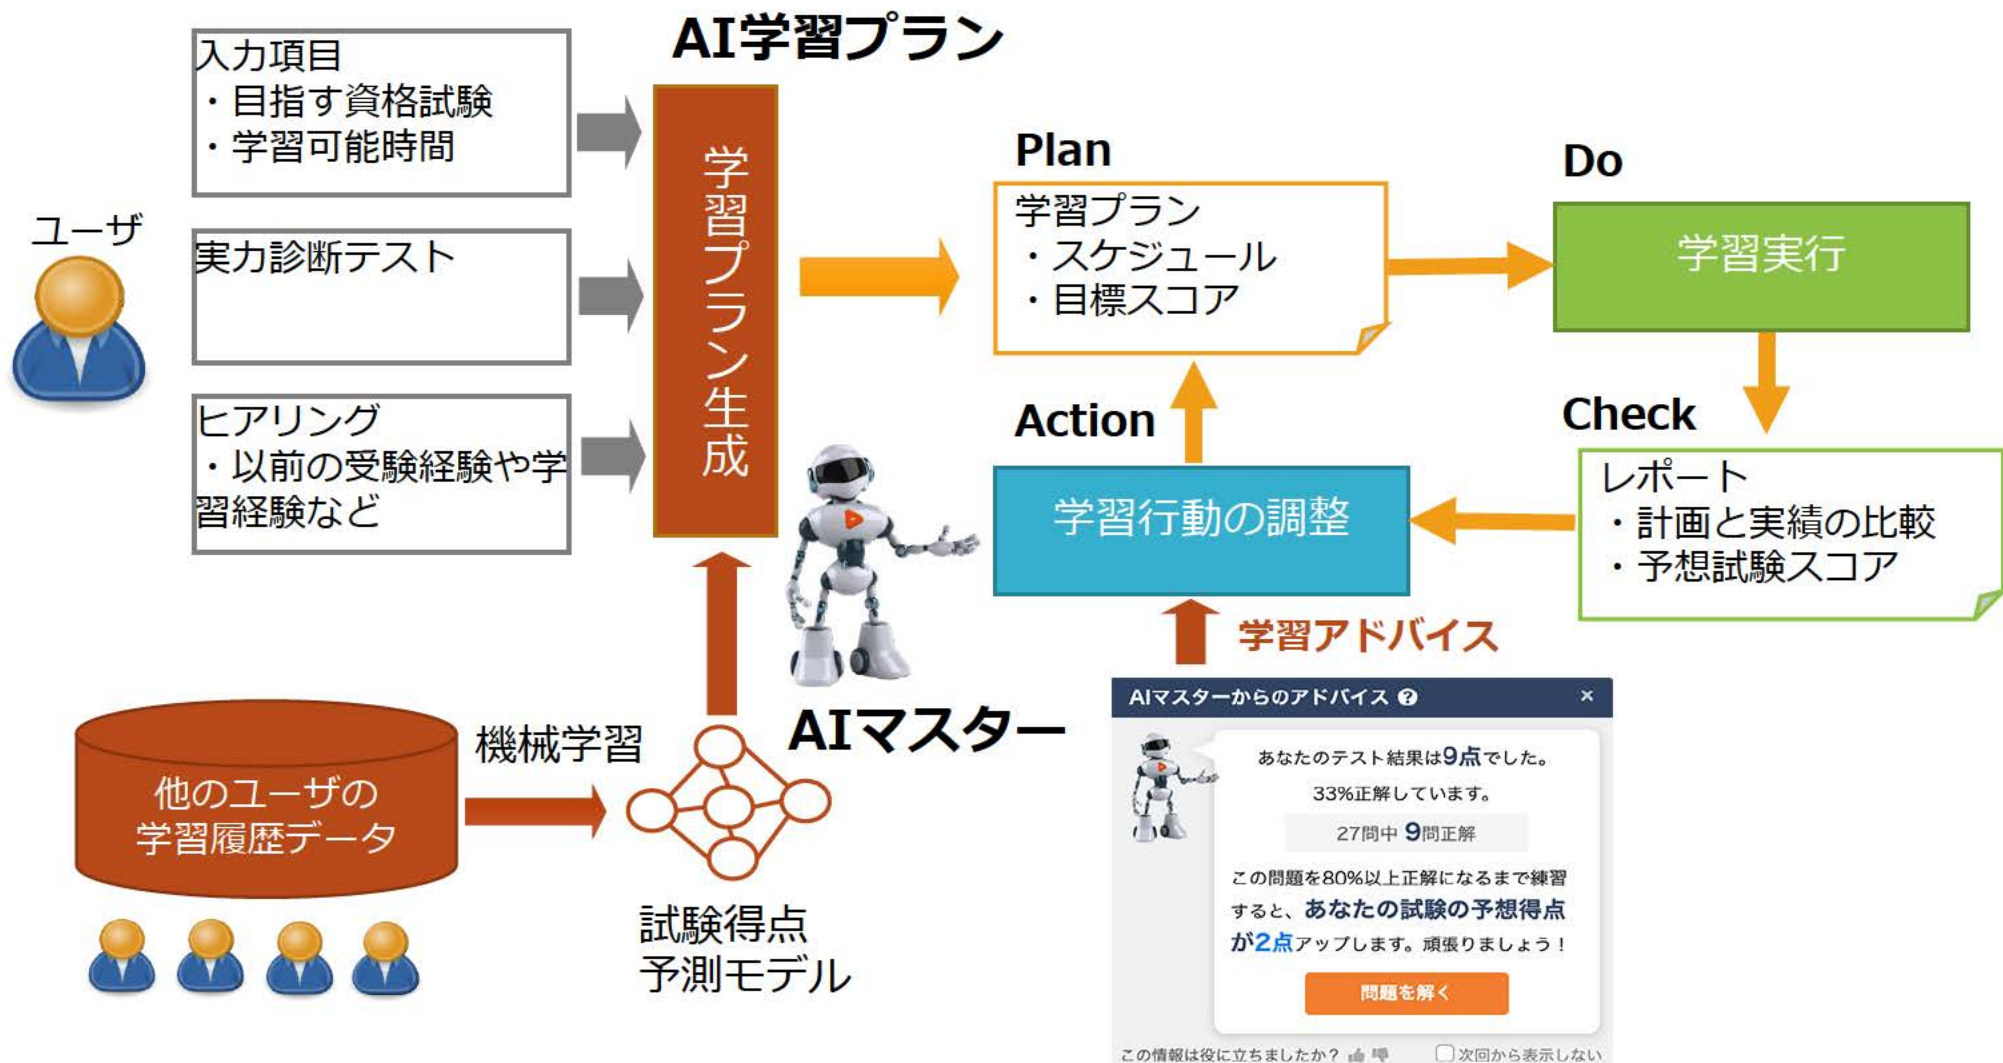 AI学習プラン
入力項目
・目指す資格試験
・学習可能時間
ユーザ
実力診断テスト
ヒアリング
・以前の受験経験や学
習経験など
学習プラン生成
Plan
学習プラン
・スケジュール
・目標スコア
Do
学習実行
Check
レポート
・計画と実績の比較
・予想試験スコア
Action
学習行動の調整
学習アドバイス
他のユーザの
学習履歴データ
機械学習
AIマスター
試験得点
予測モデル
AIマスターからのアドバイス ?
×
あなたのテスト結果は9点でした。
33%正解しています。
27問中 9問正解
この問題を80%以上正解になるまで練習
すると、あなたの試験の予想得点
が2点アップします。頑張りましょう！
問題を解く
この情報は役に立ちましたか？
次回から表示しない